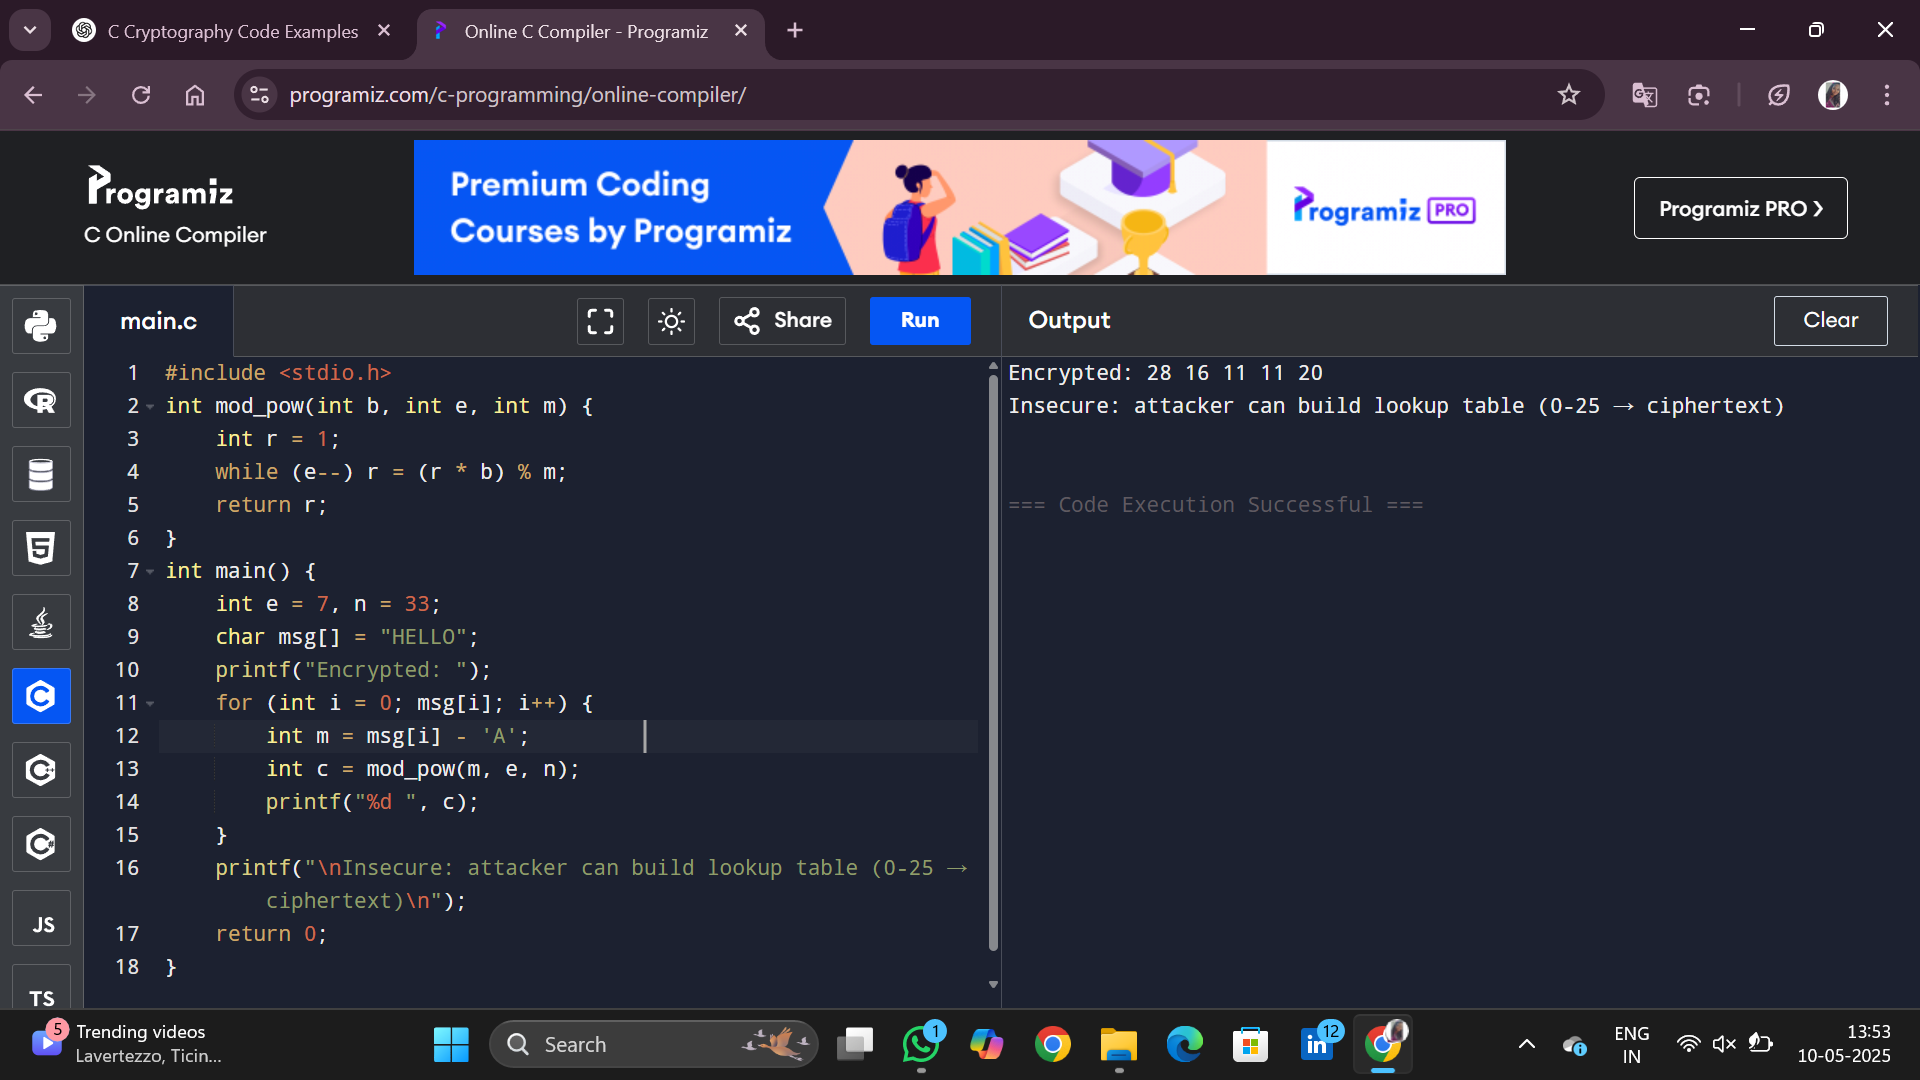 C Cryptography Code Examples
Online C Compiler - Programiz
programiz.com/c-programming/online-compiler/
Programiz
C Online Compiler
Premium Coding
Courses by Programiz
Programiz PRO
Programiz PRO ❯
main.c
Share
Run
Output
Clear
1 #include <stdio.h>
2 int mod_pow(int b, int e, int m) {
3 int r = 1;
4 while (e--) r = (r * b) % m;
5 return r;
6 }
7 int main() {
8 int e = 7, n = 33;
9 char msg[] = "HELLO";
10 printf("Encrypted: ");
11 for (int i = 0; msg[i]; i++) {
12 int m = msg[i] - 'A';
13 int c = mod_pow(m, e, n);
14 printf("%d ", c);
15 }
16 printf("\nInsecure: attacker can build lookup table (0-25 →
ciphertext)\n");
17 return 0;
18 }
Encrypted: 28 16 11 11 20
Insecure: attacker can build lookup table (0-25 → ciphertext)
=== Code Execution Successful ===
R
5
C
C++
C#
JS
TS
5
Trending videos
Lavertezzo, Ticin...
Search
1
in
12
ENG
IN
13:53
10-05-2025